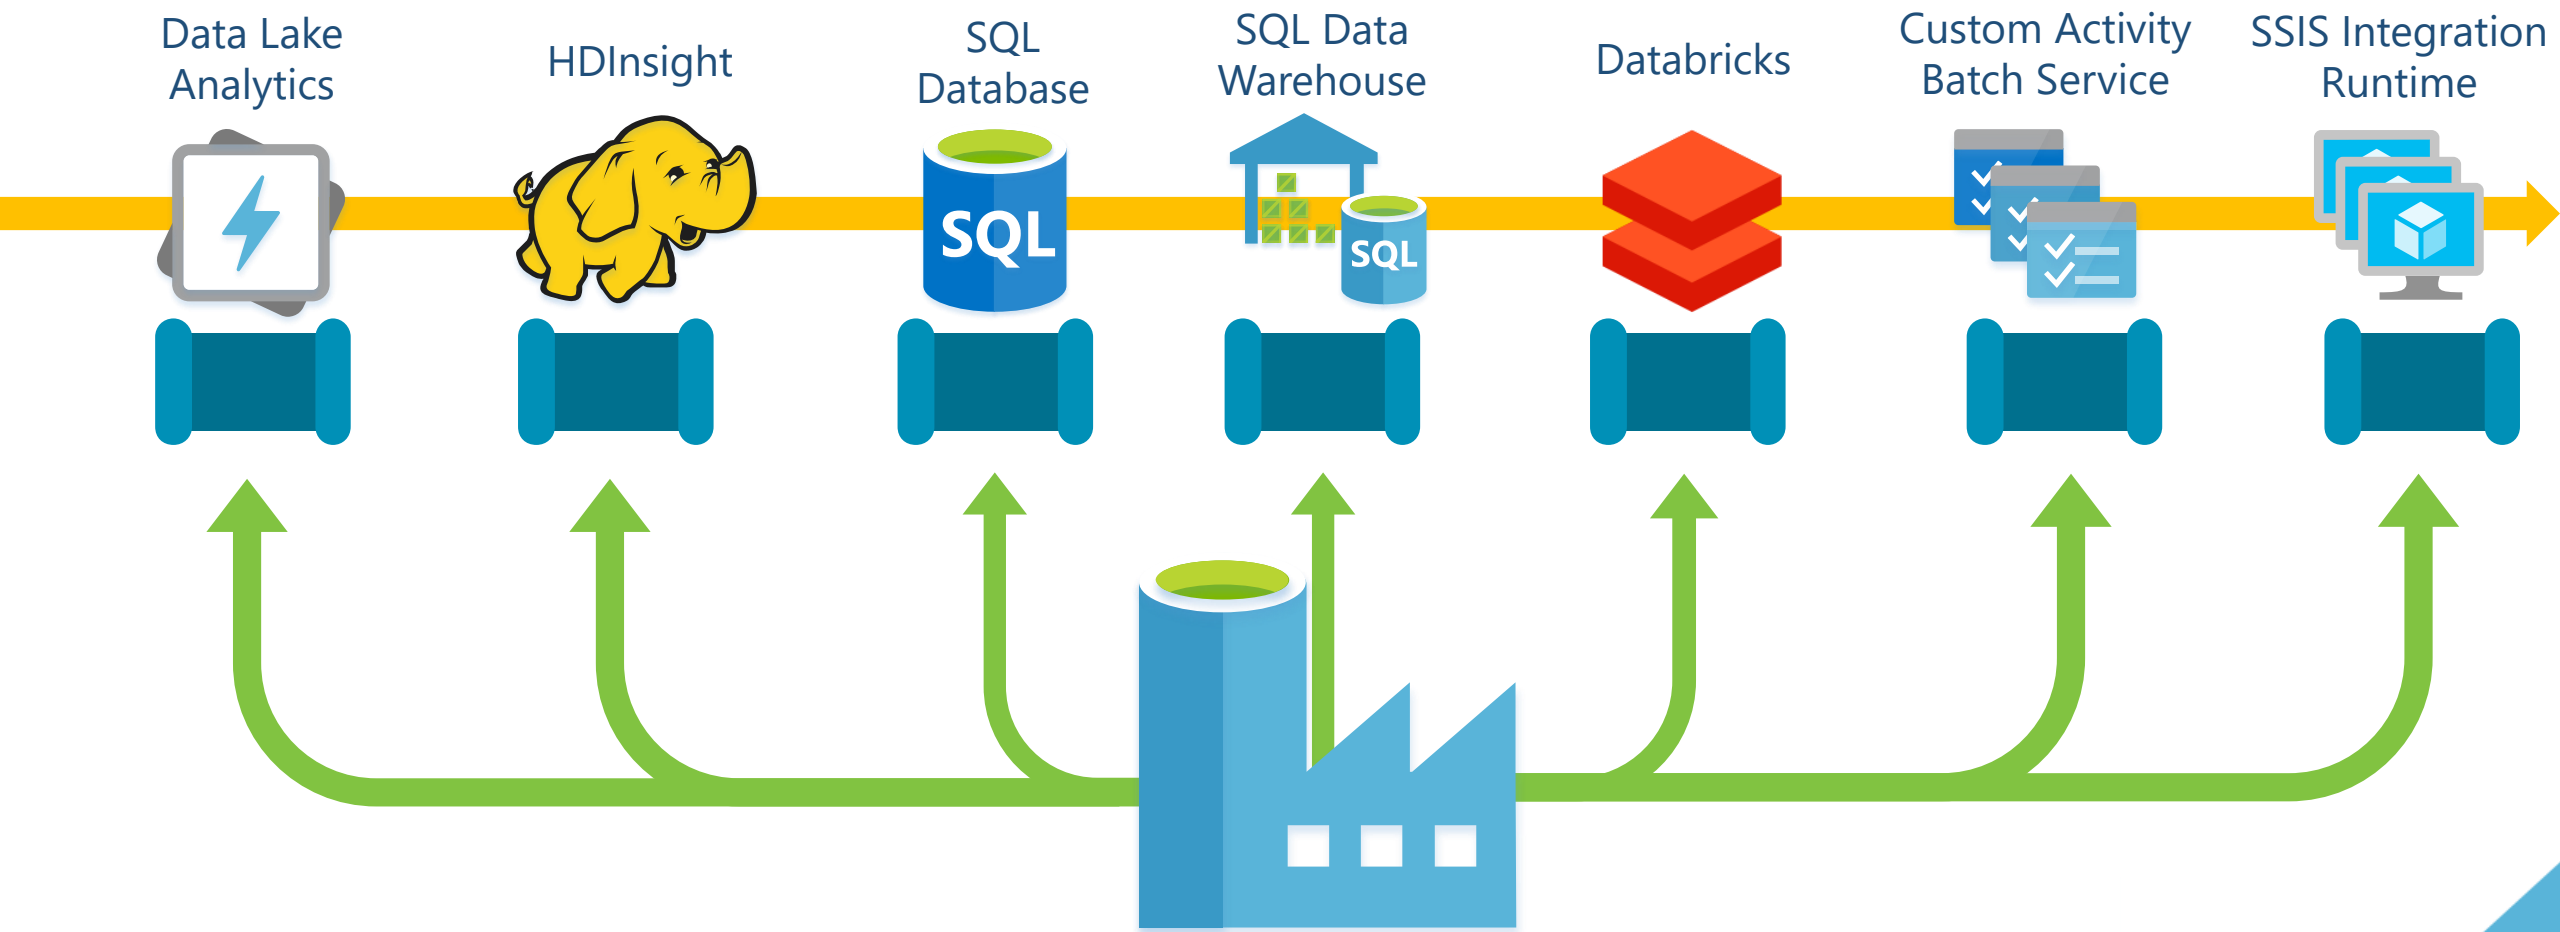 Data Lake
Analytics
HDInsight
SQL
Database
SQL Data
Warehouse
Databricks
Custom Activity
Batch Service
SSIS Integration
Runtime
SQL
SQL